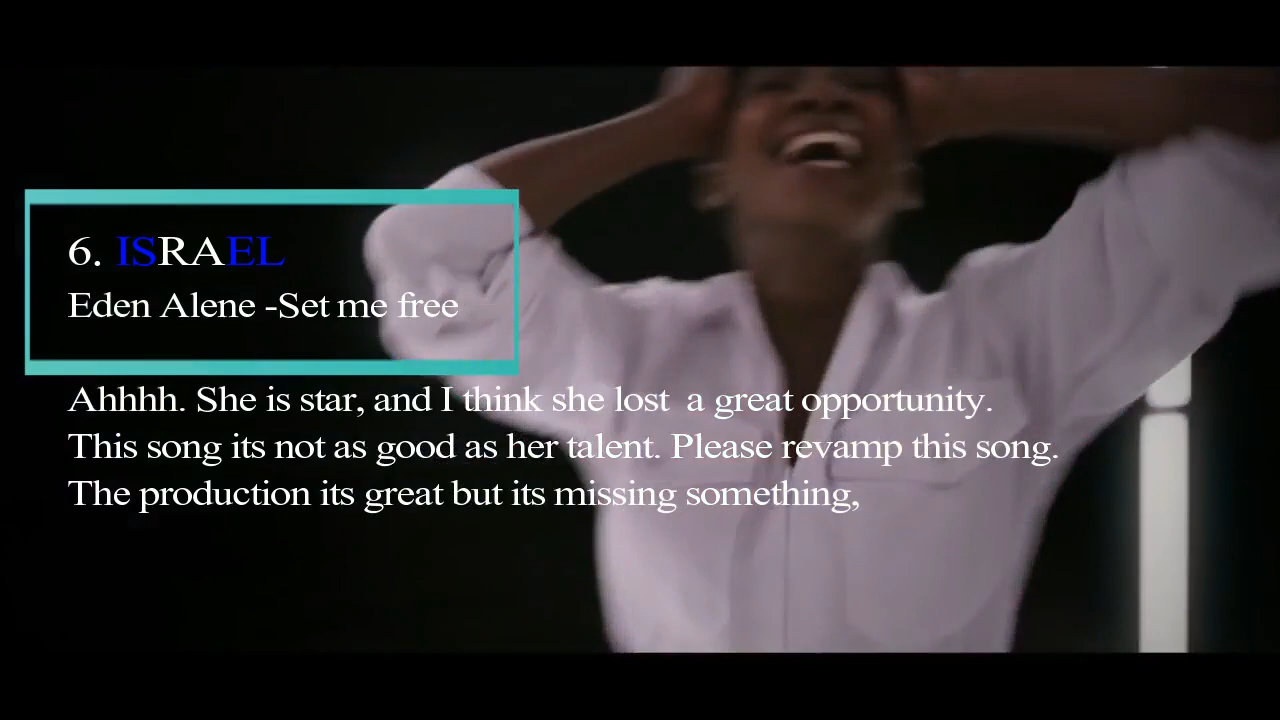 6. ISRAEL
Eden Alene -Set me free
Ahhhh. She is star, and I think she lost  a great opportunity.
This song its not as good as her talent. Please revamp this song.
The production its great but its missing something,